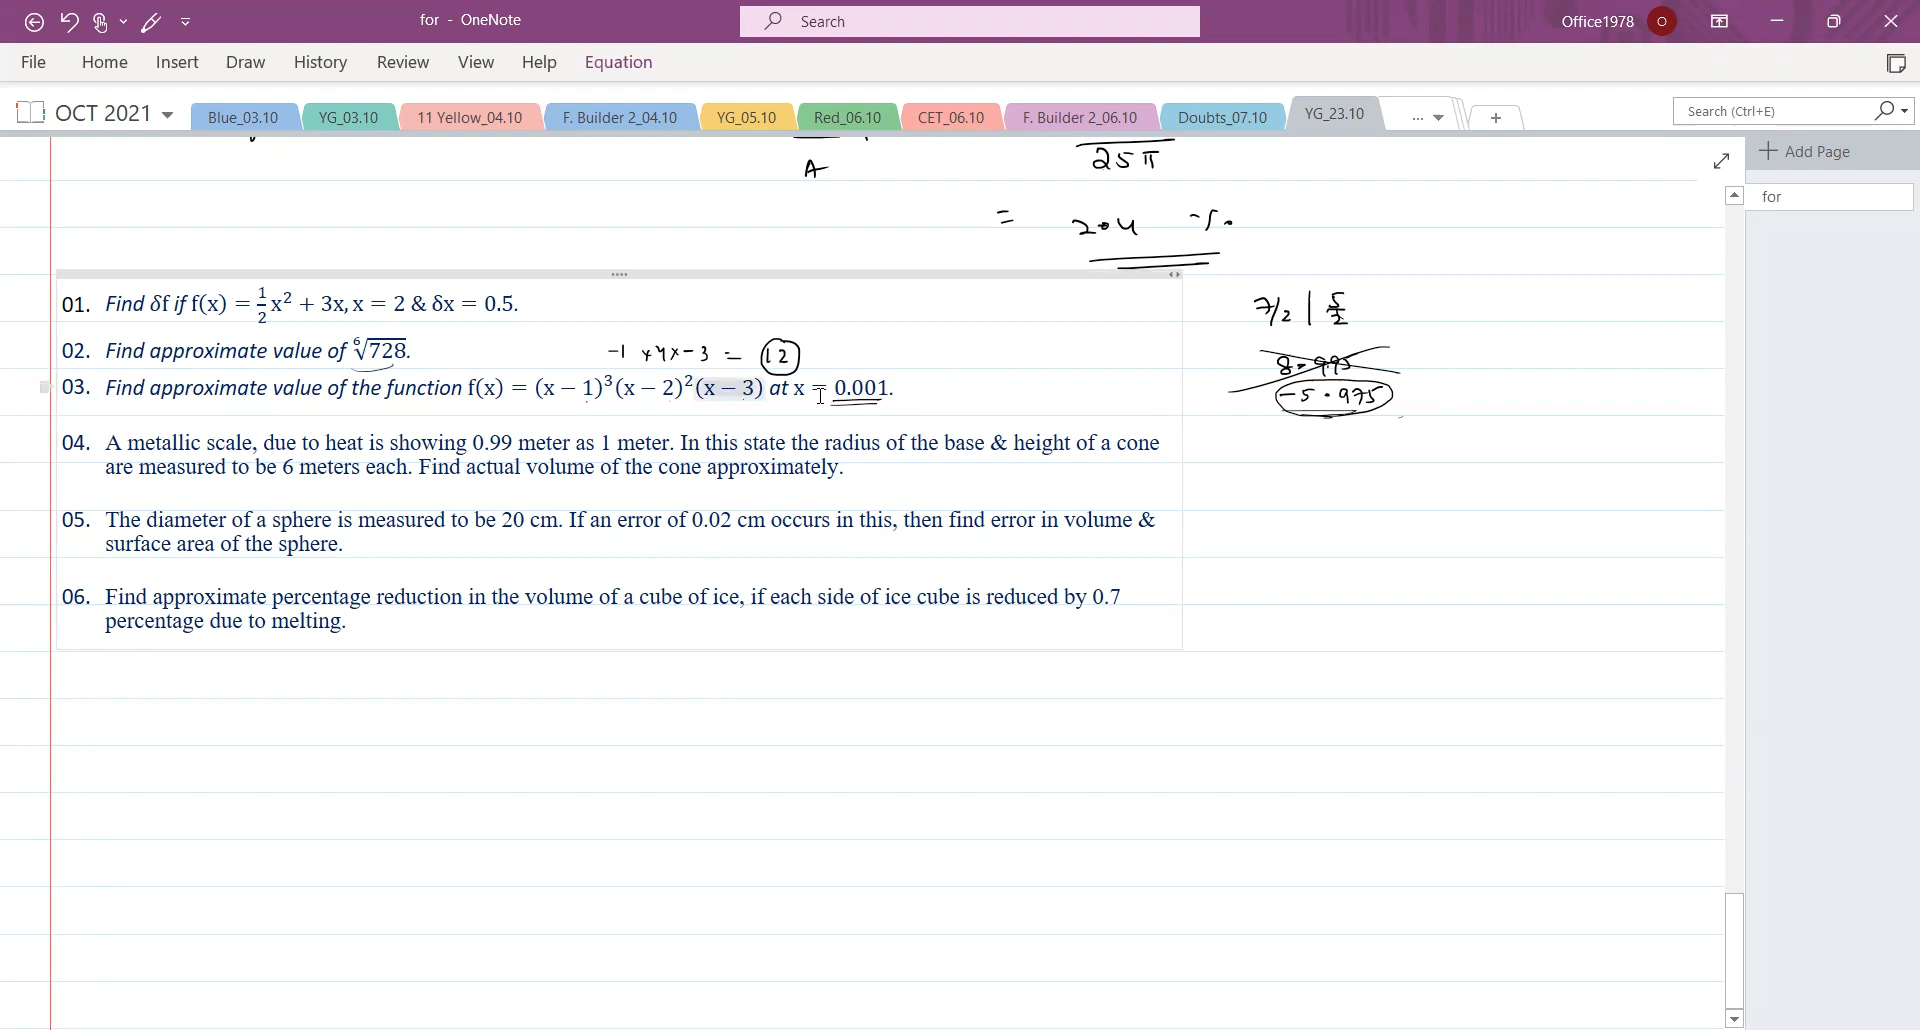 for - OneNote
Search
Office1978
O
File Home Insert Draw History Review View Help Equation
OCT 2021
Blue_03.10 YG_03.10 11 Yellow_04.10 F. Builder 2_04.10 YG_05.10 Red_06.10 CET_06.10 F. Builder 2_06.10 Doubts_07.10 YG_23.10 ... +
Search (Ctrl+E)
Add Page
for
A
25 π
=
01. Find δf if f(x) = 1/2 x² + 3x, x = 2 & δx = 0.5.
7/2 | 5/2
02. Find approximate value of ⁶√728.
-1 x 4 x -3 = 12
03. Find approximate value of the function f(x) = (x − 1)³(x − 2)²(x − 3) at x = 0.001.
-5.975
04. A metallic scale, due to heat is showing 0.99 meter as 1 meter. In this state the radius of the base & height of a cone
are measured to be 6 meters each. Find actual volume of the cone approximately.
05. The diameter of a sphere is measured to be 20 cm. If an error of 0.02 cm occurs in this, then find error in volume &
surface area of the sphere.
06. Find approximate percentage reduction in the volume of a cube of ice, if each side of ice cube is reduced by 0.7
percentage due to melting.